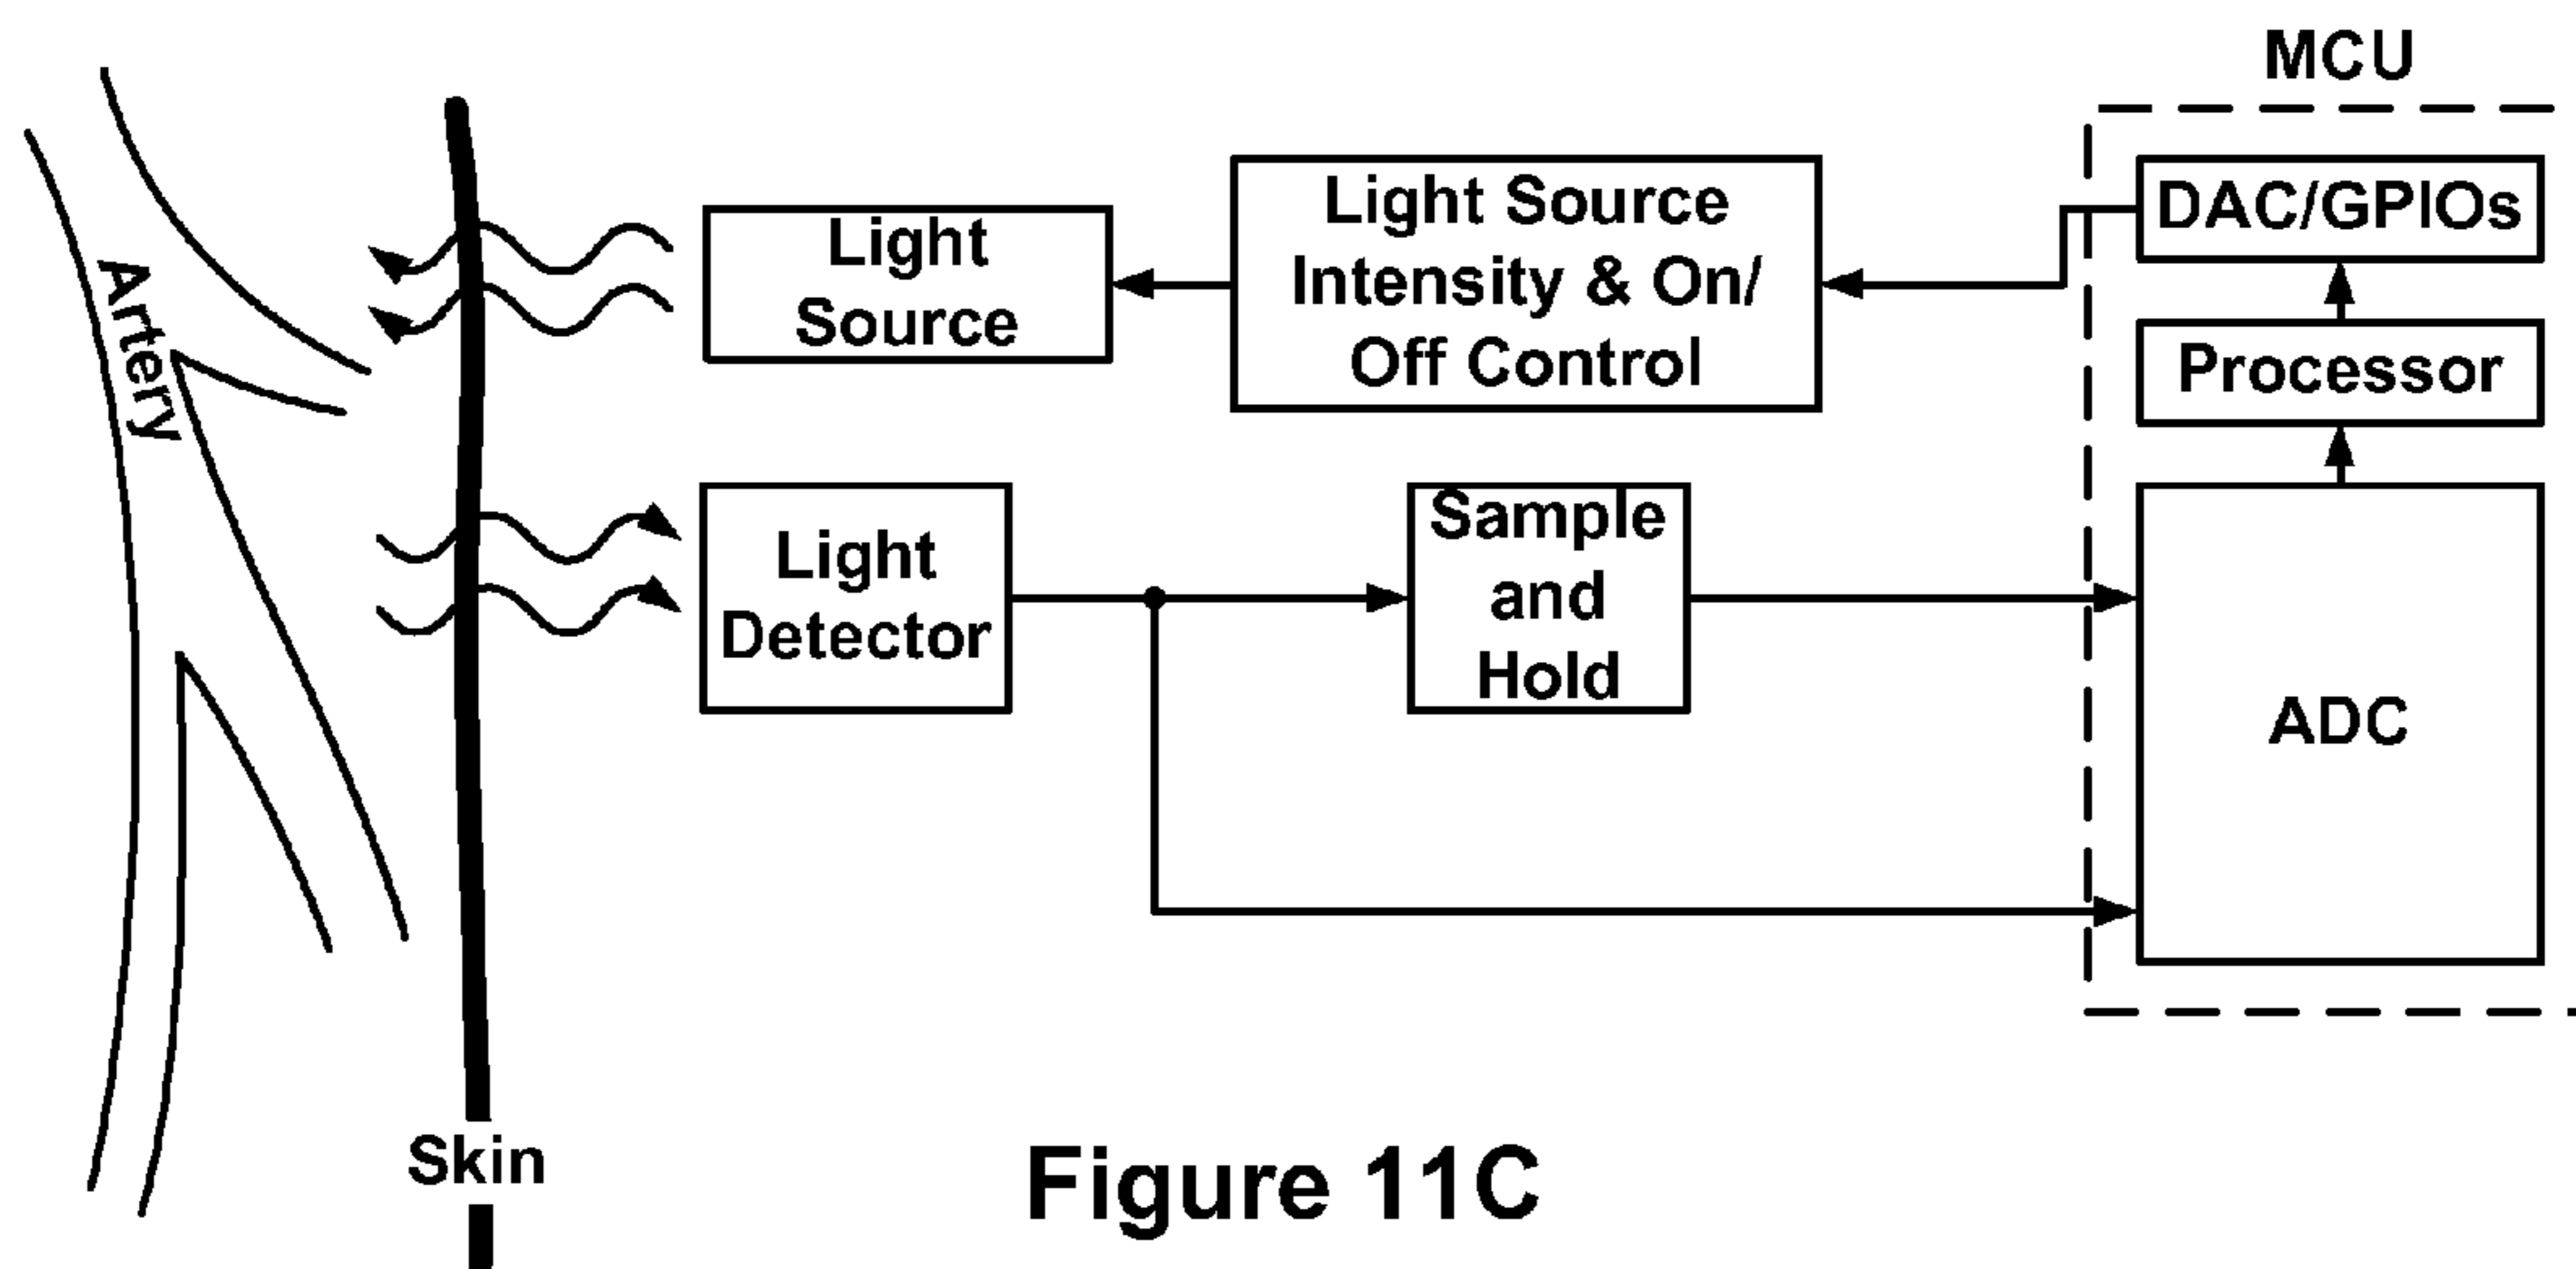 MCU
Artery
Light
Source
Light Source
Intensity & On/
Off Control
DAC/GPIOs
Processor
Light
Detector
Sample
and
Hold
ADC
Skin
Figure 11C